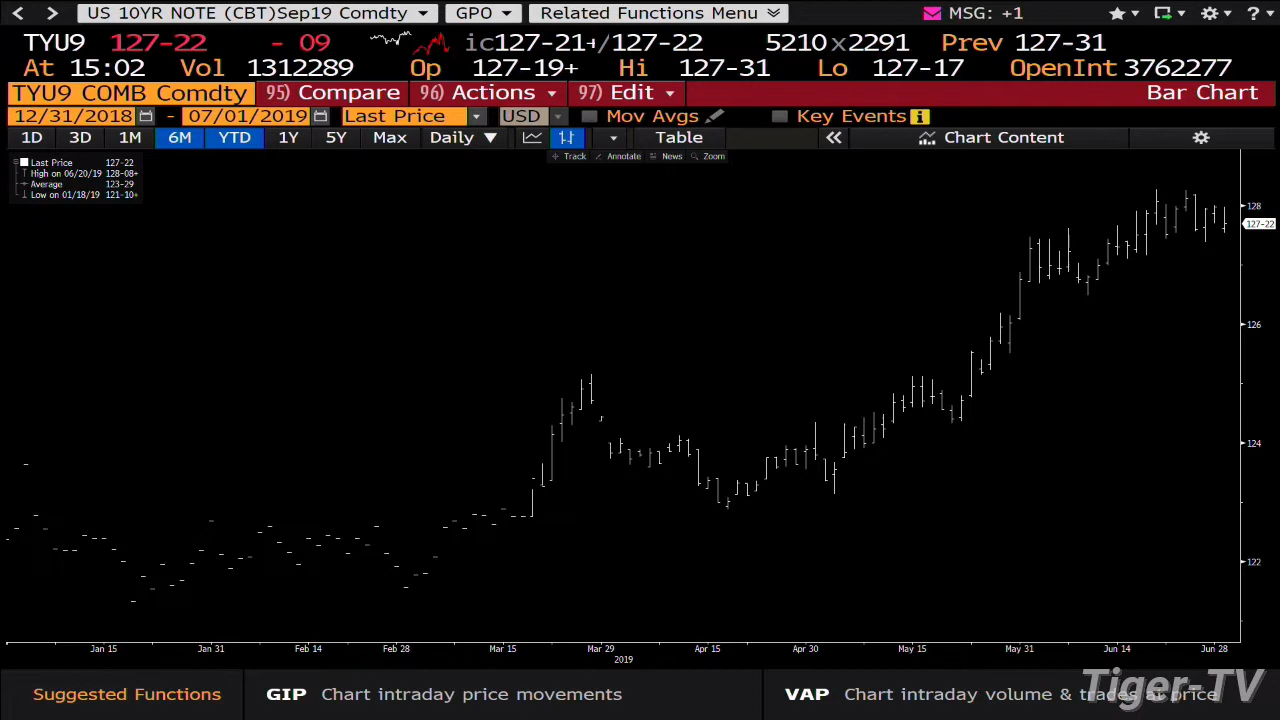 US 10YR NOTE (CBT)Sep19 Comdty GPO Related Functions Menu MSG: +1 ?
TYU9 127-22 - 09 ic127-21+/127-22 5210x2291 Prev 127-31
At 15:02 Vol 1312289 Op 127-19+ Hi 127-31 Lo 127-17 OpenInt 3762277
TYU9 COMB Comdty 95) Compare 96) Actions 97) Edit Bar Chart
12/31/2018 - 07/01/2019 Last Price USD Mov Avgs Key Events i
1D 3D 1M 6M YTD 1Y 5Y Max Daily Table Chart Content
Track Annotate News Zoom
Last Price 127-22
High on 06/20/19 128-08+
Average 123-29
Low on 01/18/19 121-10+
128
127-22
126
124
122
Jan 15 Jan 31 Feb 14 Feb 28 Mar 15 Mar 29 Apr 15 Apr 30 May 15 May 31 Jun 14 Jun 28
2019
Suggested Functions GIP Chart intraday price movements VAP Chart intraday volume & trades at price
Tiger-TV